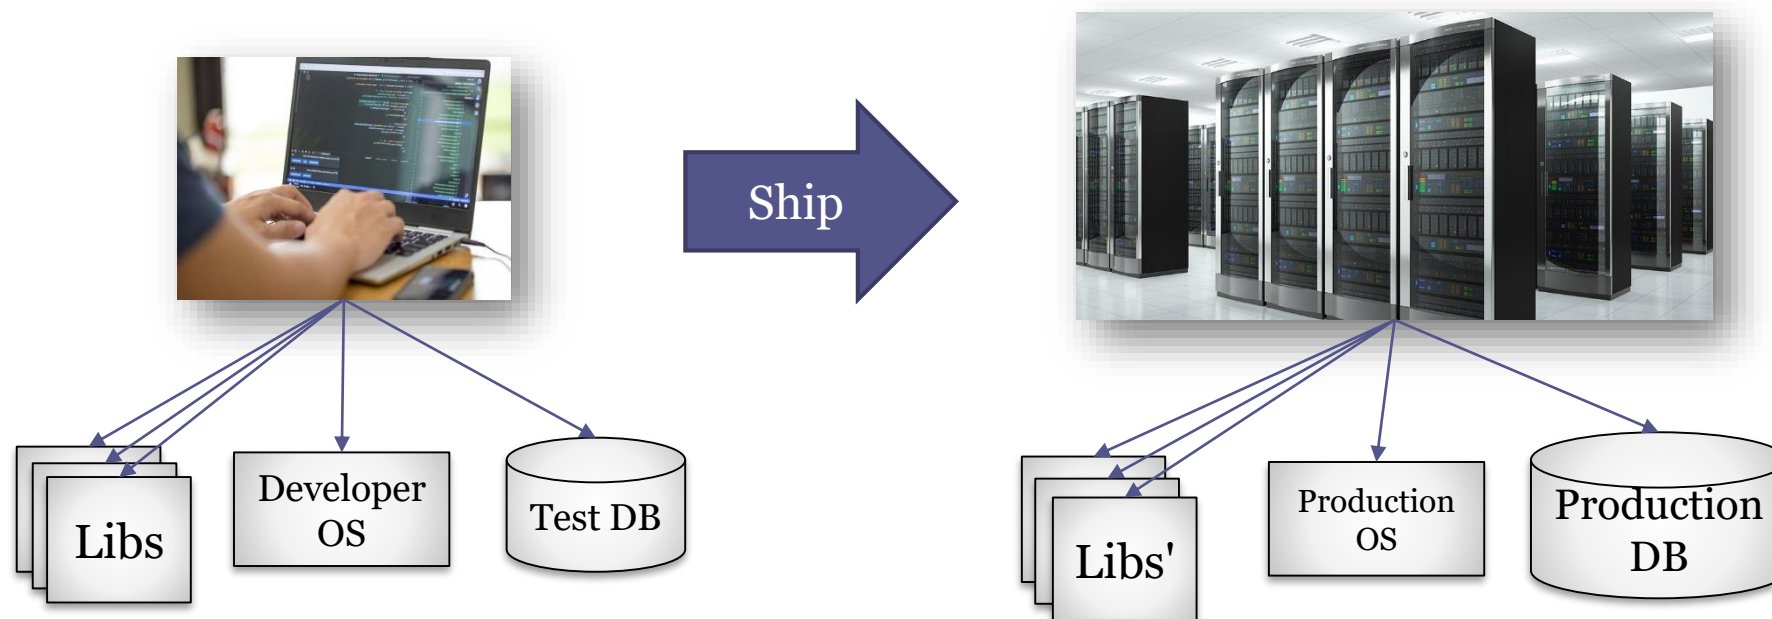 Ship
Libs
Developer
OS
Test DB
Libs'
Production
OS
Production
DB